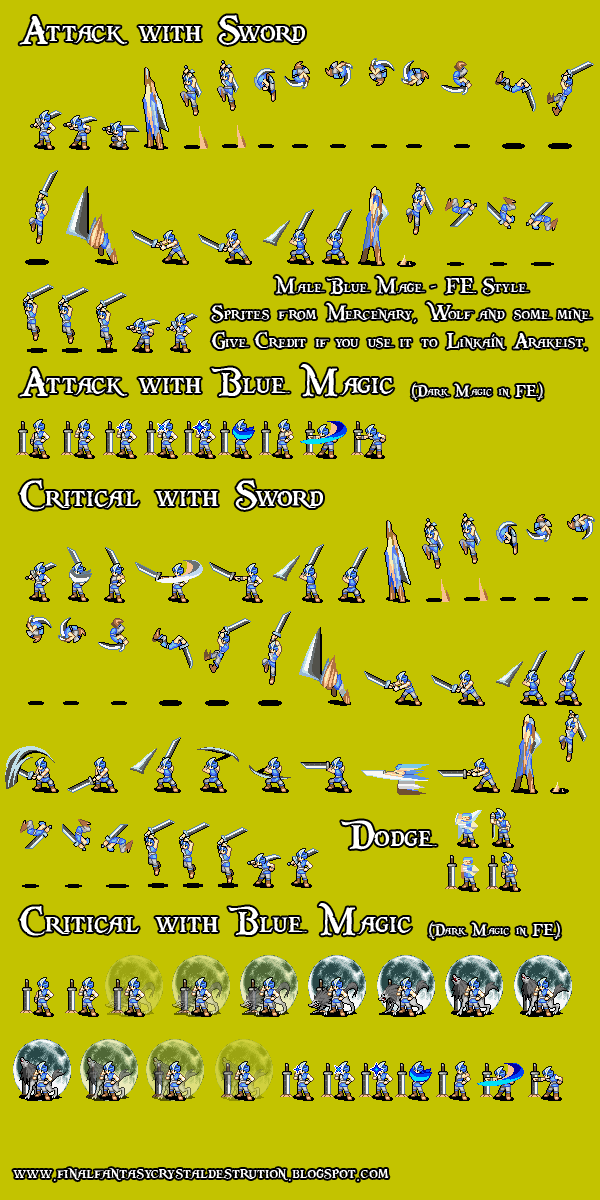 Attack with Sword
Male Blue Mage - FE Style
Sprites from Mercenary, Wolf and some mine
Give Credit if you use it to Linkaín Arakeist.
Attack with Blue Magic (Dark Magic in FE)
Critical with Sword
Dodge
Critical with Blue Magic (Dark Magic in FE)
www.finalfantasycrystaldestrution.blogspot.com